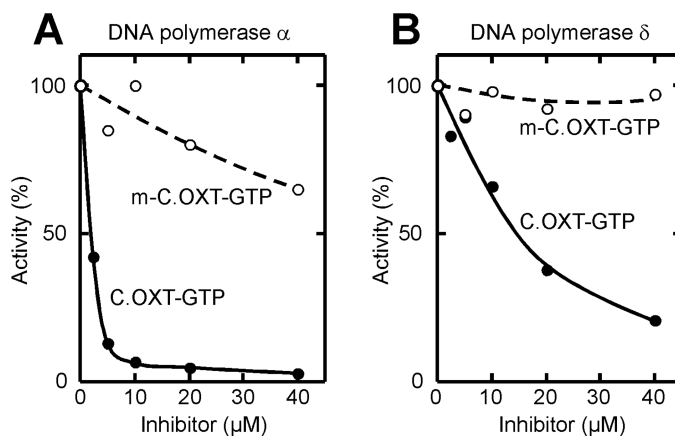 A
DNA polymerase α
100
50
0
Activity (%)
m-C.OXT-GTP
C.OXT-GTP
0 10 20 30 40
Inhibitor (µM)
B
DNA polymerase δ
100
50
0
Activity (%)
m-C.OXT-GTP
C.OXT-GTP
0 10 20 30 40
Inhibitor (µM)